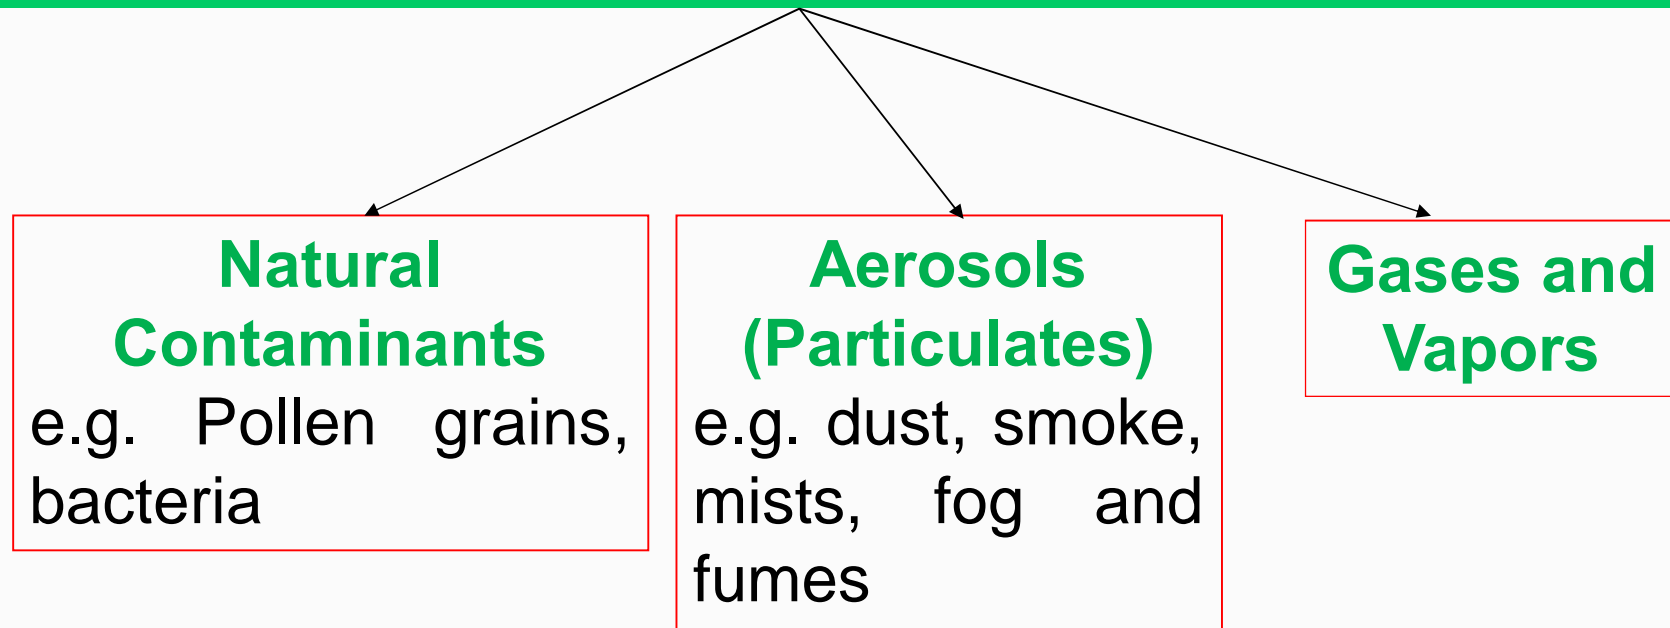 Natural
Contaminants
e.g. Pollen grains,
bacteria
Aerosols
(Particulates)
e.g. dust, smoke,
mists, fog and
fumes
Gases and
Vapors